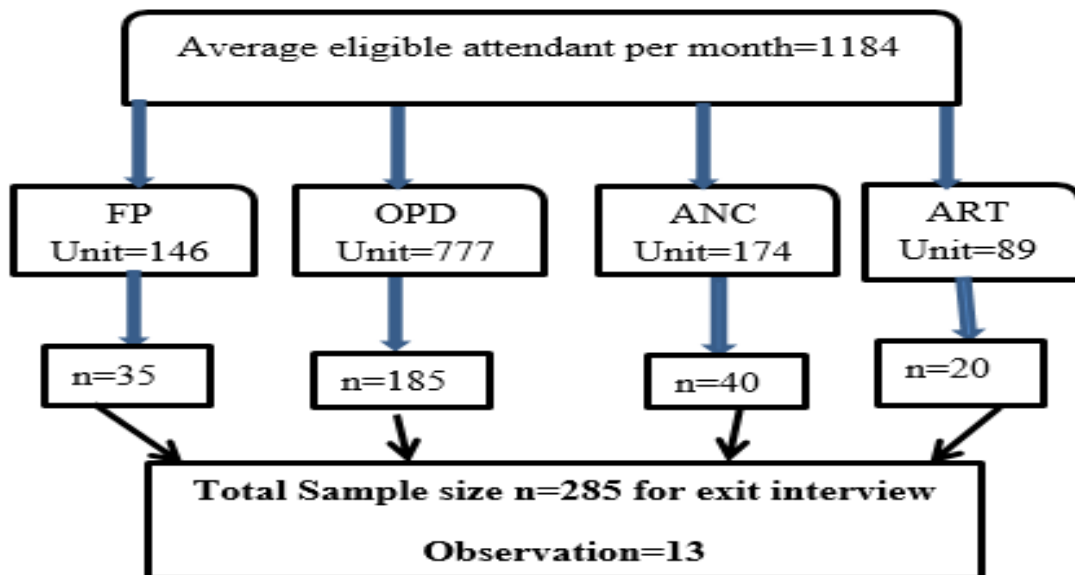 Average eligible attendant per month=1184
FP
Unit=146
OPD
Unit=777
ANC
Unit=174
ART
Unit=89
n=35
n=185
n=40
n=20
Total Sample size n=285 for exit interview
Observation=13